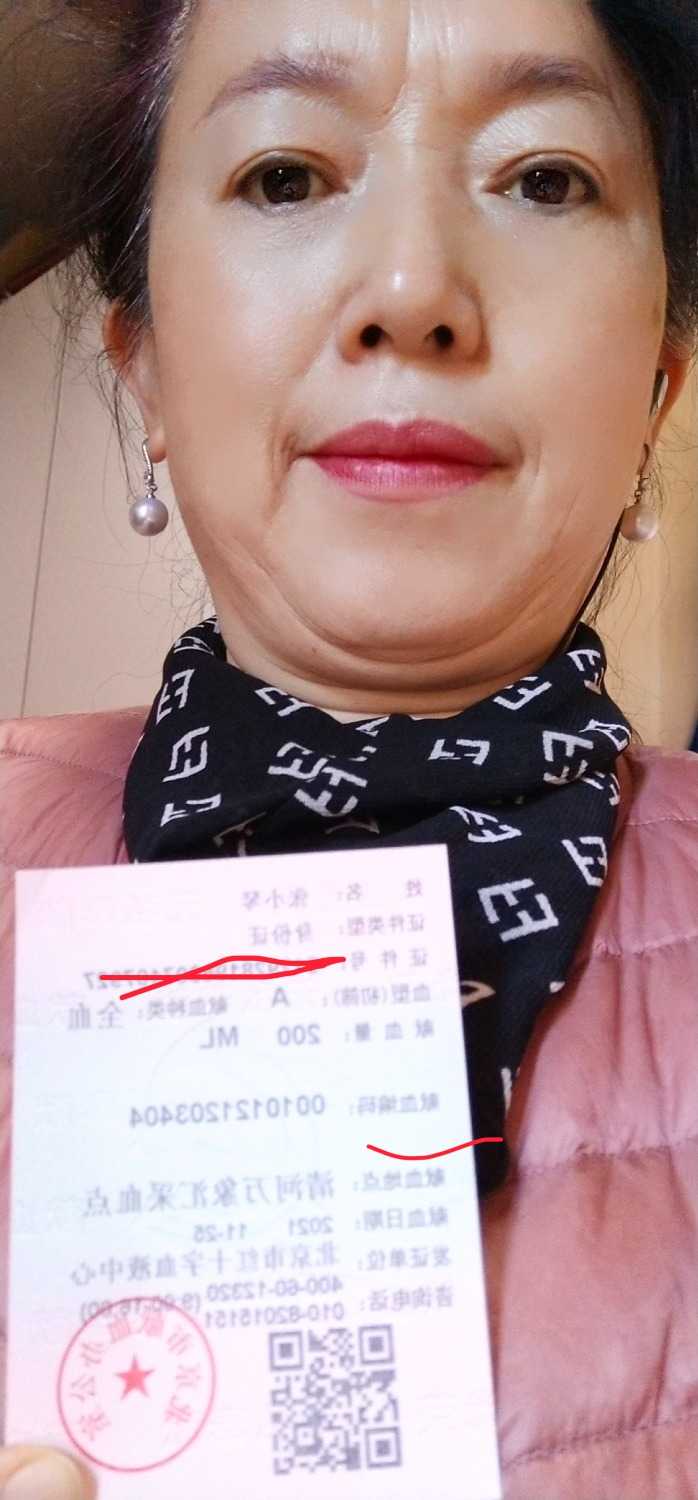 姓 名: 张小琴
证件类型: 身份证
证 件 号:
血型(初筛): A 献血种类: 全血
献 血 量: 200 ML
献血编码: 0010121203404
献血地点: 清河万象汇采血点
献血日期: 2021 11-25
发证单位: 北京市红十字血液中心
咨询电话: 400-60-12320
010-82015151